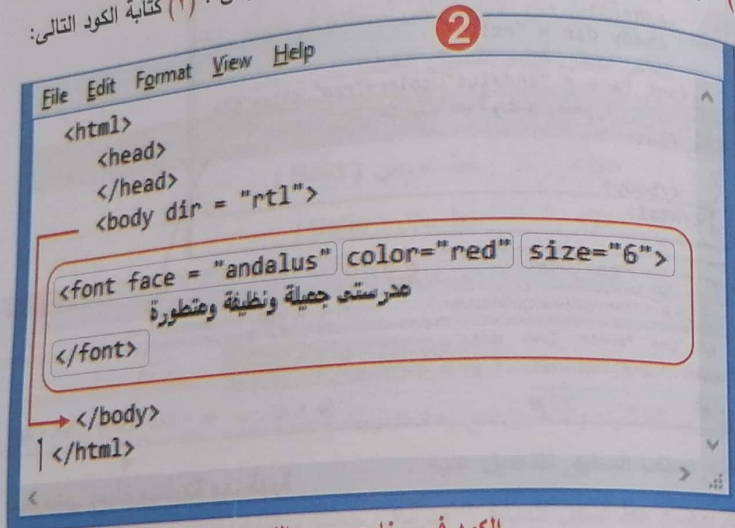 (١) كتابة الكود التالى:
2
File Edit Format View Help
<html>
<head>
</head>
<body dir = "rtl">
<font face = "andalus" color="red" size="6">
مدرستى جميلة ونظيفة ومتطورة
</font>
</body>
</html>